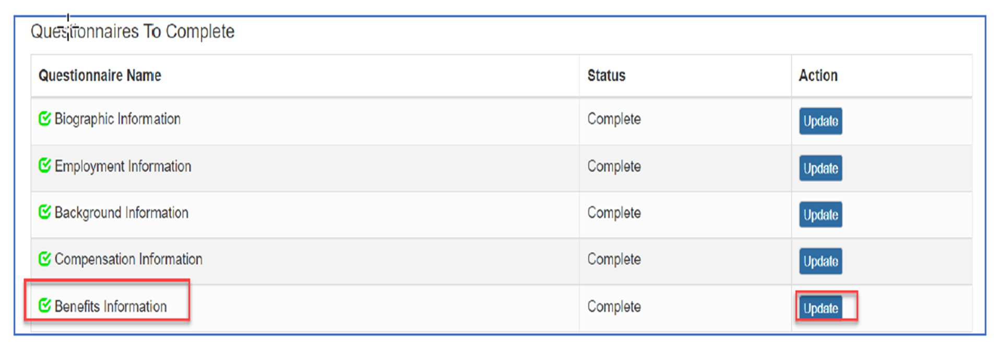 Questionnaires To Complete
Questionnaire Name Status Action
Biographic Information Complete Update
Employment Information Complete Update
Background Information Complete Update
Compensation Information Complete Update
Benefits Information Complete Update